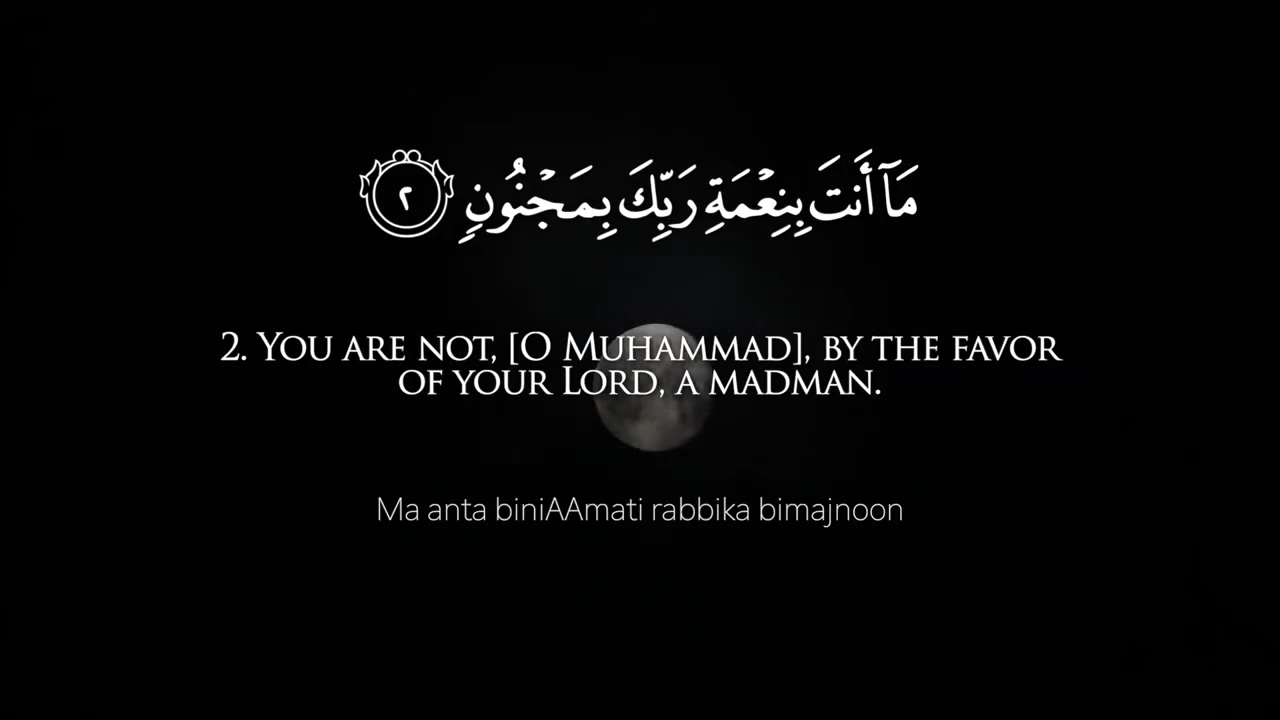 مَآ أَنتَ بِنِعْمَةِ رَبِّكَ بِمَجْنُونٍ ٢
2. You are not, [O Muhammad], by the favor
of your Lord, a madman.
Ma anta biniAAmati rabbika bimajnoon